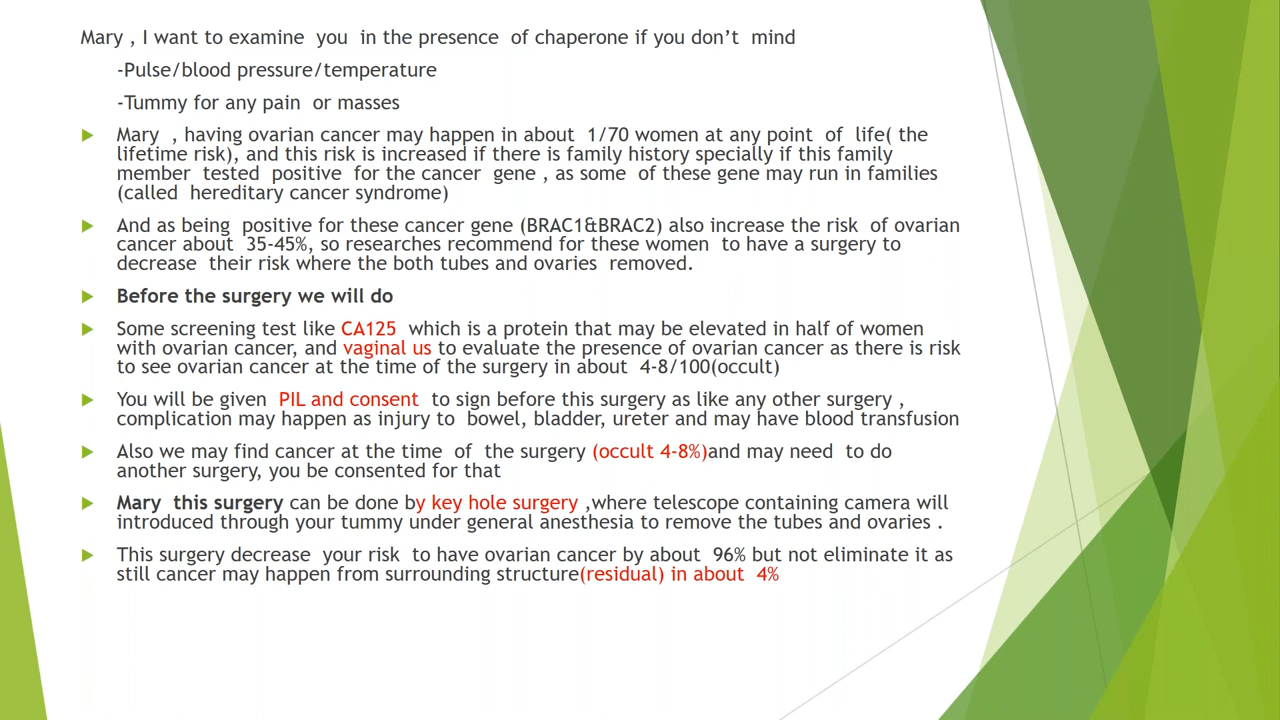 Mary , I want to examine you in the presence of chaperone if you don’t mind
-Pulse/blood pressure/temperature
-Tummy for any pain or masses
Mary , having ovarian cancer may happen in about 1/70 women at any point of life( the
lifetime risk), and this risk is increased if there is family history specially if this family
member tested positive for the cancer gene , as some of these gene may run in families
(called hereditary cancer syndrome)
And as being positive for these cancer gene (BRAC1&BRAC2) also increase the risk of ovarian
cancer about 35-45%, so researches recommend for these women to have a surgery to
decrease their risk where the both tubes and ovaries removed.
Before the surgery we will do
Some screening test like CA125 which is a protein that may be elevated in half of women
with ovarian cancer, and vaginal us to evaluate the presence of ovarian cancer as there is risk
to see ovarian cancer at the time of the surgery in about 4-8/100(occult)
You will be given PIL and consent to sign before this surgery as like any other surgery ,
complication may happen as injury to bowel, bladder, ureter and may have blood transfusion
Also we may find cancer at the time of the surgery (occult 4-8%)and may need to do
another surgery, you be consented for that
Mary this surgery can be done by key hole surgery ,where telescope containing camera will
introduced through your tummy under general anesthesia to remove the tubes and ovaries .
This surgery decrease your risk to have ovarian cancer by about 96% but not eliminate it as
still cancer may happen from surrounding structure(residual) in about 4%